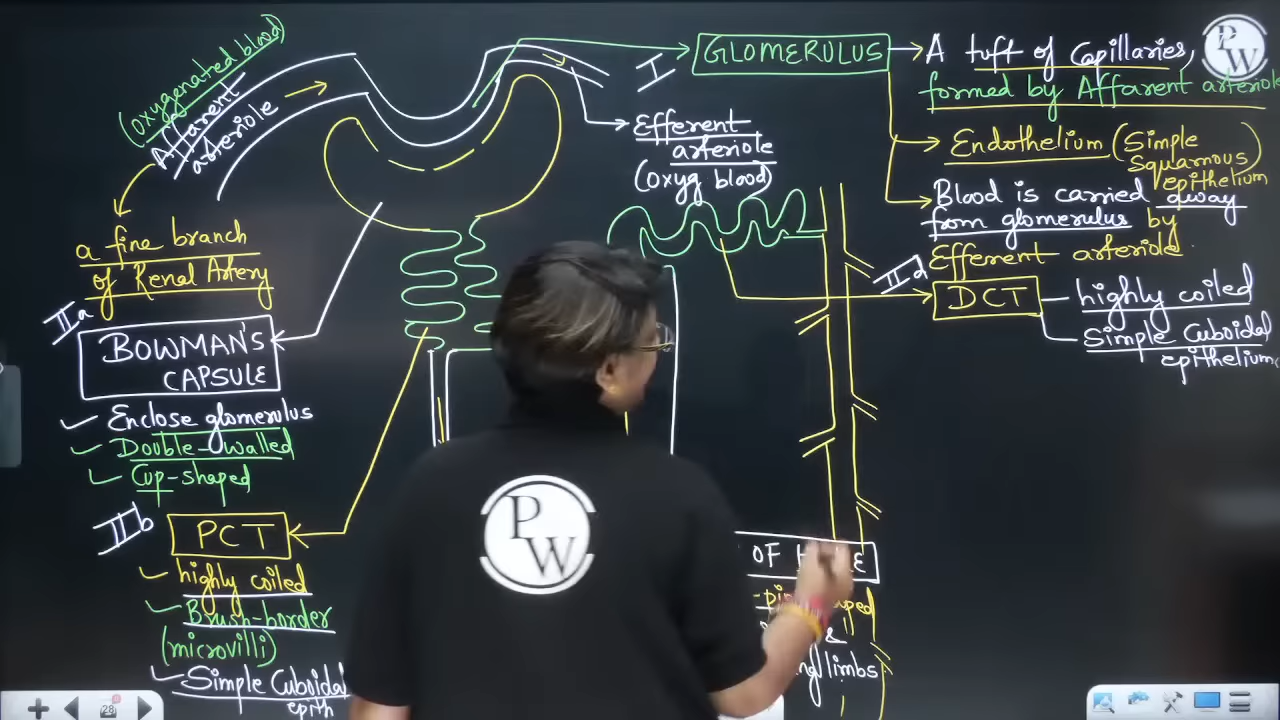 (Oxygenated blood)
Afferent
arteriole
a fine branch
of Renal Artery
IIa
BOWMAN'S
CAPSULE
Enclose glomerulus
Double-walled
Cup-shaped
IIb
PCT
highly coiled
Brush-border
(microvilli)
Simple Cuboidal
epith
I
GLOMERULUS
A tuft of Capillaries,
formed by Affarent arteriole
Endothelium (Simple
Squamous
epithelium)
Blood is carried away
from glomerulus by
Efferent arteriole
Efferent
arteriole
(Oxyg blood)
IId
DCT
highly coiled
Simple Cuboidal
epithelium
OF
&
limbs
PW
PW
28